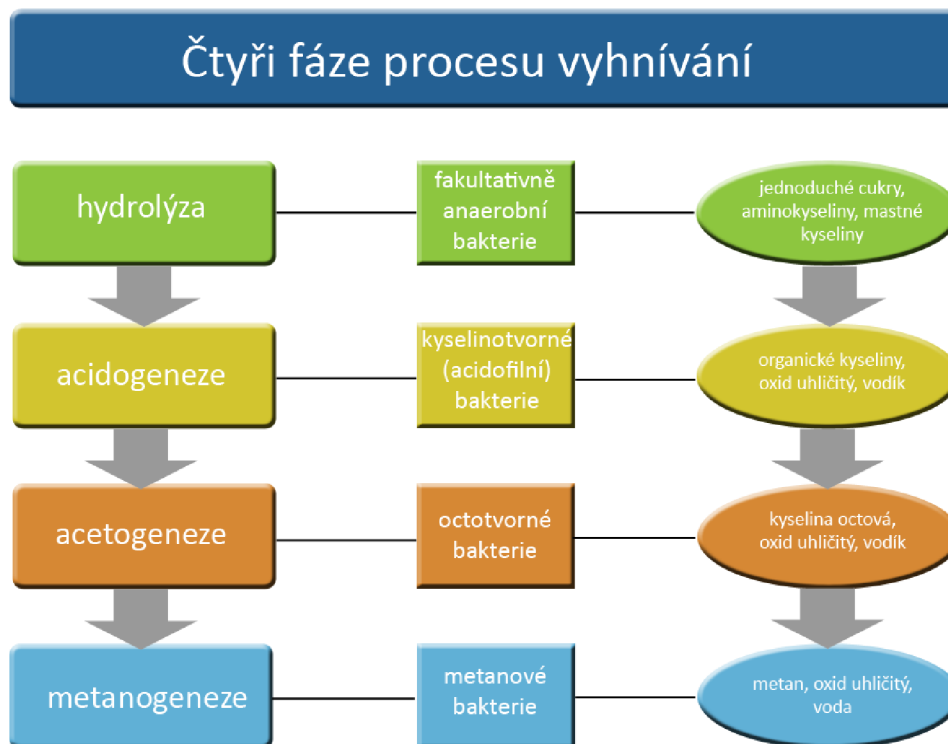 Čtyři fáze procesu vyhnívání
hydrolýza
fakultativně
anaerobní
bakterie
jednoduché cukry,
aminokyseliny, mastné
kyseliny
acidogeneze
kyselinotvorné
(acidofilní)
bakterie
organické kyseliny,
oxid uhličitý, vodík
acetogeneze
octotvorné
bakterie
kyselina octová,
oxid uhličitý, vodík
metanogeneze
metanové
bakterie
metan, oxid uhličitý,
voda